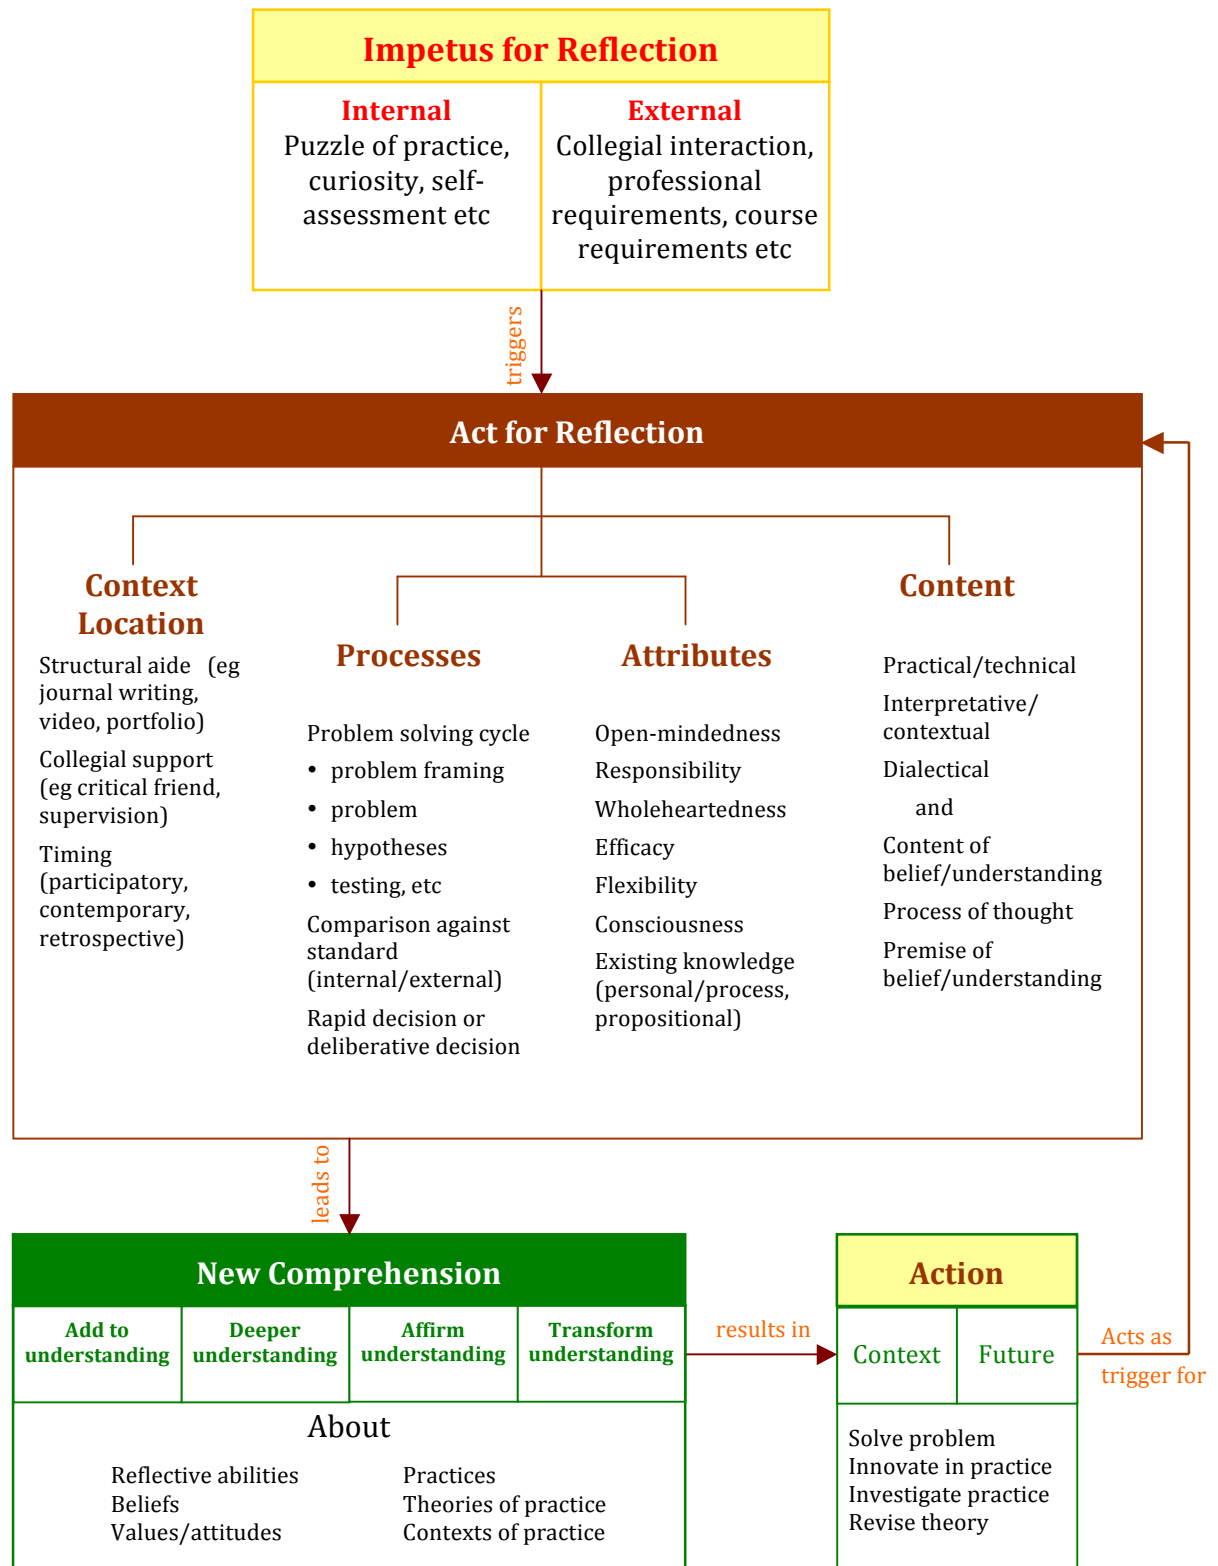 Impetus for Reflection
Internal
Puzzle of practice,
curiosity, self-
assessment etc
External
Collegial interaction,
professional
requirements, course
requirements etc
triggers
Act for Reflection
Context
Location
Structural aide (eg
journal writing,
video, portfolio)
Collegial support
(eg critical friend,
supervision)
Timing
(participatory,
contemporary,
retrospective)
Processes
Problem solving cycle
• problem framing
• problem
• hypotheses
• testing, etc
Comparison against
standard
(internal/external)
Rapid decision or
deliberative decision
Attributes
Open-mindedness
Responsibility
Wholeheartedness
Efficacy
Flexibility
Consciousness
Existing knowledge
(personal/process,
propositional)
Content
Practical/technical
Interpretative/
contextual
Dialectical
and
Content of
belief/understanding
Process of thought
Premise of
belief/understanding
leads to
New Comprehension
Add to
understanding
Deeper
understanding
Affirm
understanding
Transform
understanding
About
Reflective abilities
Beliefs
Values/attitudes
Practices
Theories of practice
Contexts of practice
results in
Action
Context
Future
Solve problem
Innovate in practice
Investigate practice
Revise theory
Acts as
trigger for